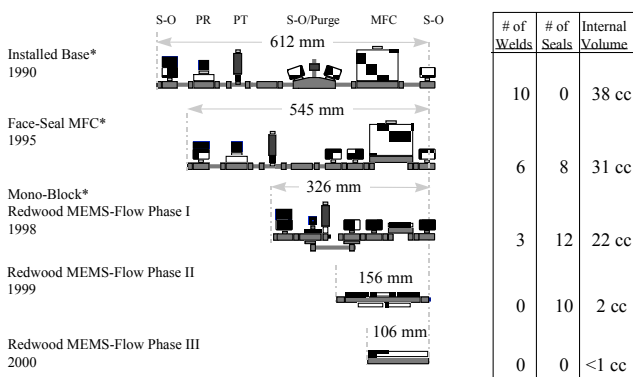 S-O PR PT S-O/Purge MFC S-O
# of # of Internal
Welds Seals Volume
612 mm
Installed Base*
1990
10 0 38 cc
545 mm
Face-Seal MFC*
1995
6 8 31 cc
326 mm
Mono-Block*
Redwood MEMS-Flow Phase I
1998
3 12 22 cc
Redwood MEMS-Flow Phase II
1999
156 mm
0 10 2 cc
106 mm
Redwood MEMS-Flow Phase III
2000
0 0 <1 cc